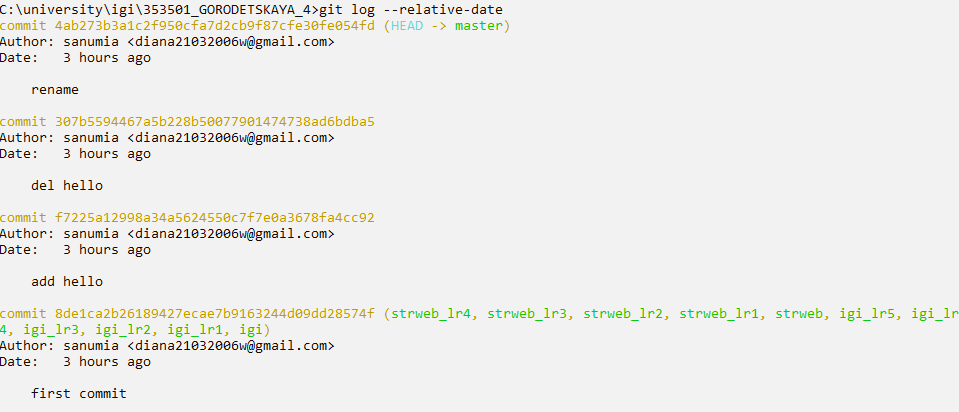 C:\university\igi\353501_GORODETSKAYA_4>git log --relative-date
commit 4ab273b3a1c2f950cfa7d2cb9f87cfe30fe054fd (HEAD -> master)
Author: sanumia <diana21032006w@gmail.com>
Date:   3 hours ago
rename
commit 307b5594467a5b228b50077901474738ad6bdba5
Author: sanumia <diana21032006w@gmail.com>
Date:   3 hours ago
del hello
commit f7225a12998a34a5624550c7f7e0a3678fa4cc92
Author: sanumia <diana21032006w@gmail.com>
Date:   3 hours ago
add hello
commit 8de1ca2b26189427ecae7b9163244d09dd28574f (strweb_lr4, strweb_lr3, strweb_lr2, strweb_lr1, strweb, igi_lr5, igi_lr
4, igi_lr3, igi_lr2, igi_lr1, igi)
Author: sanumia <diana21032006w@gmail.com>
Date:   3 hours ago
first commit